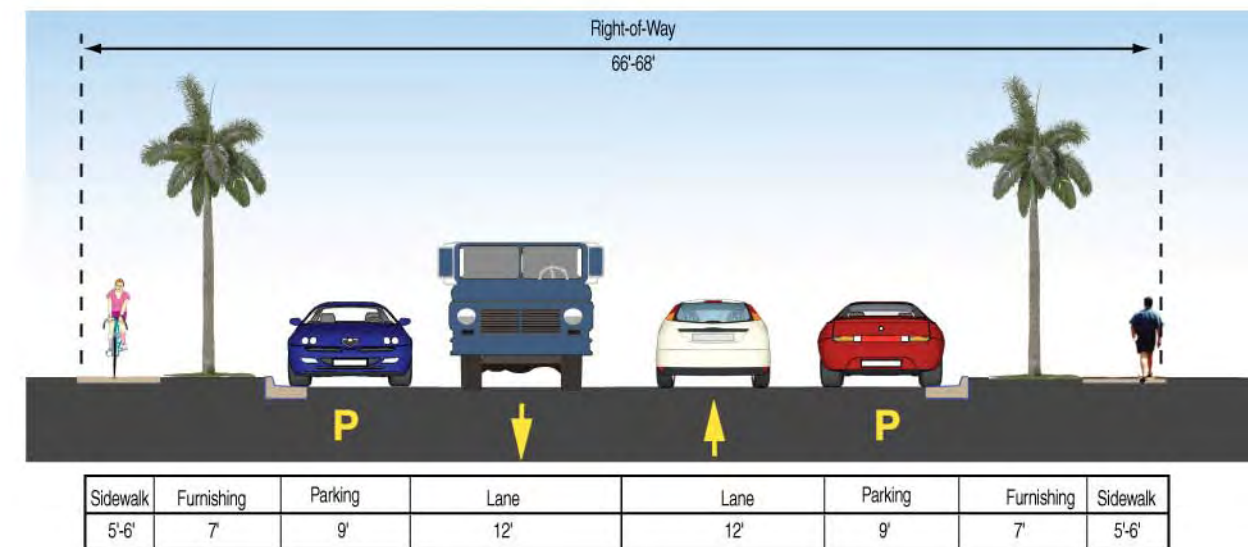 Right-of-Way
66'-68'
P P
Sidewalk Furnishing Parking Lane Lane Parking Furnishing Sidewalk
5'-6' 7' 9' 12' 12' 9' 7' 5'-6'